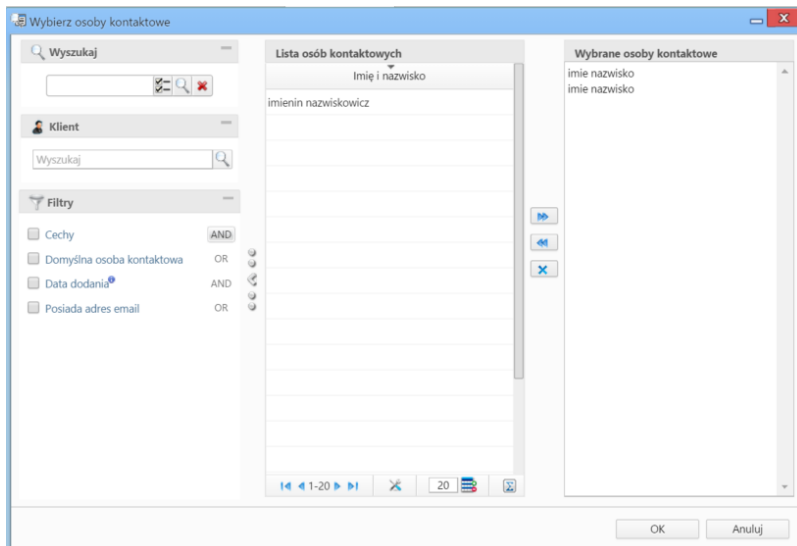 Wybierz osoby kontaktowe
Wyszukaj
Klient
Wyszukaj
Filtry
Cechy AND
Domyślna osoba kontaktowa OR
Data dodania AND
Posiada adres email OR
Lista osób kontaktowych
Imię i nazwisko
imienin nazwiskowicz
1-20 20
Wybrane osoby kontaktowe
imie nazwisko
imie nazwisko
OK Anuluj